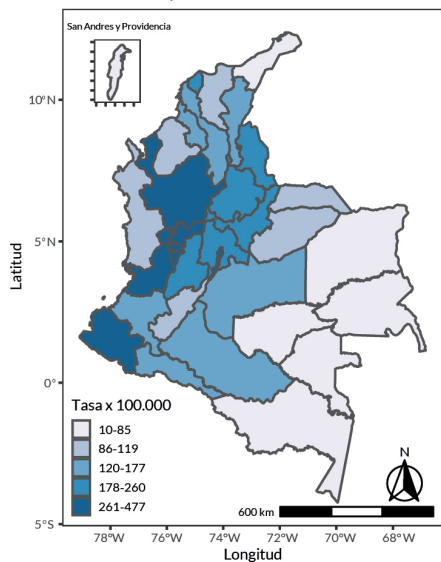 San Andres y Providencia
10°N
5°N
0°
5°S
Latitud
Tasa x 100.000
10-85
86-119
120-177
178-260
261-477
N
600 km
78°W
76°W
74°W
72°W
70°W
68°W
Longitud